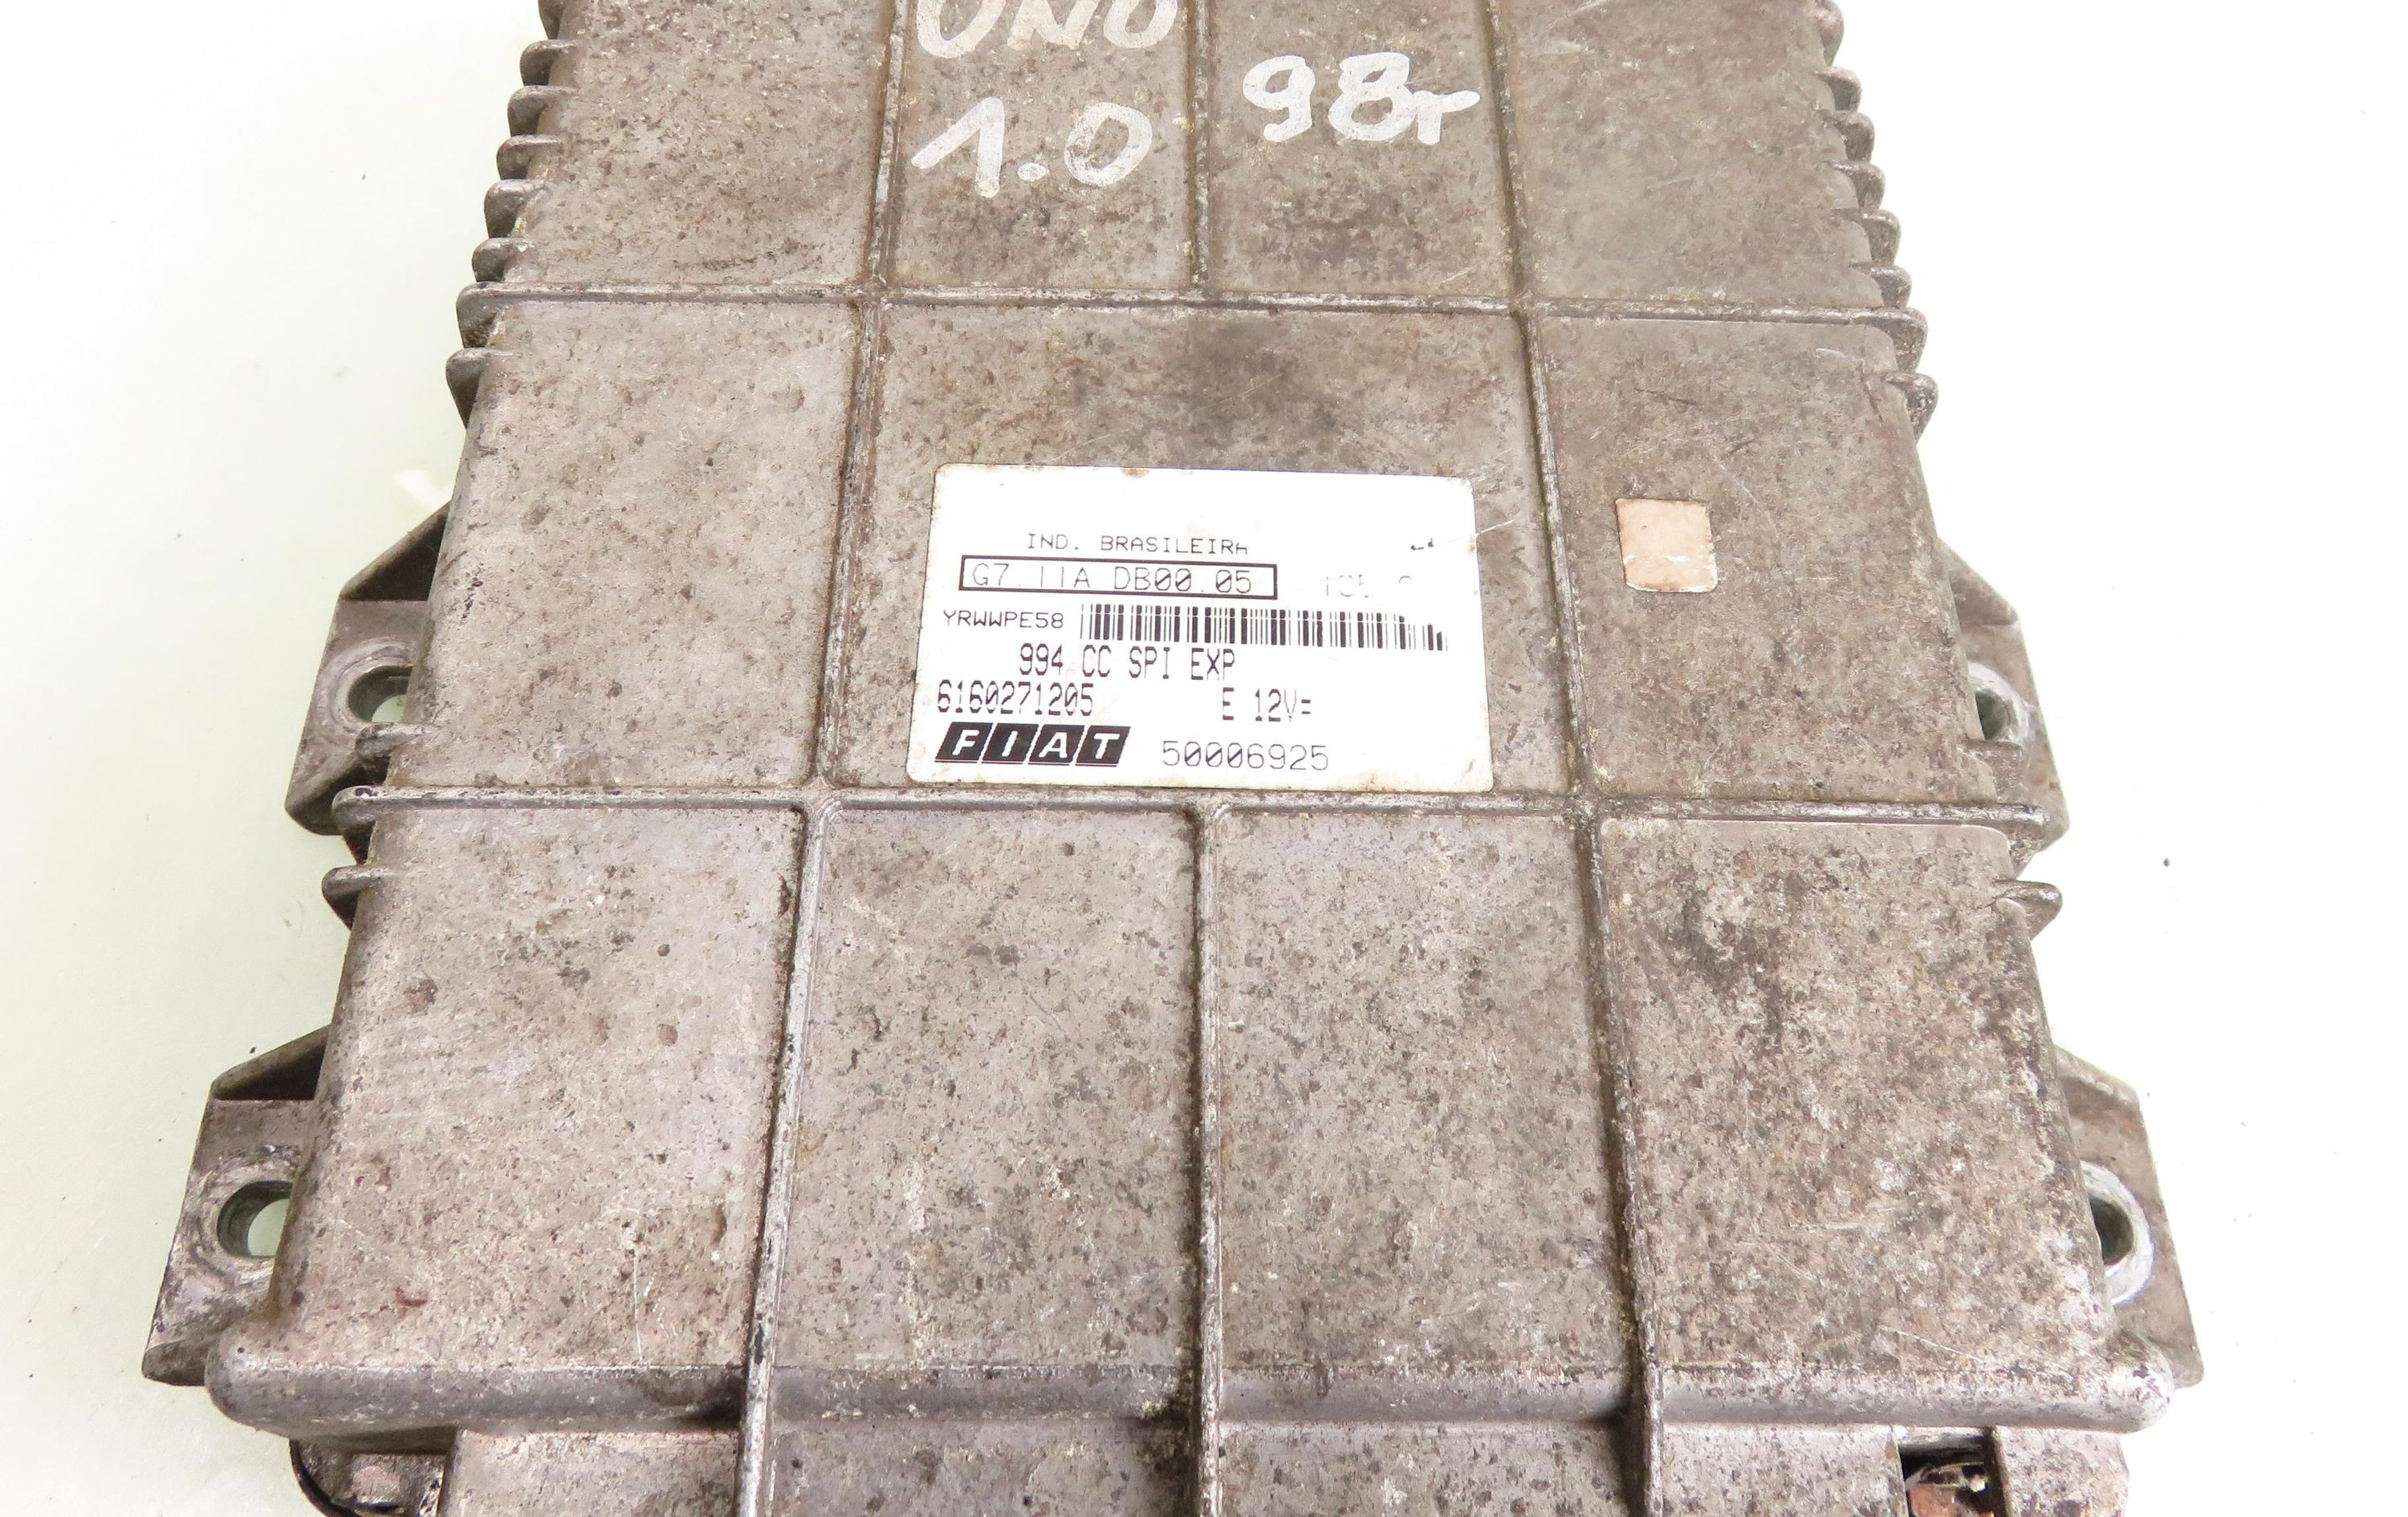 UNO
1.0 98r
IND. BRASILEIRA
G7.11A DB00.05
YRWWPE58
994 CC SPI EXP
6160271205 E 12V=
FIAT 50006925